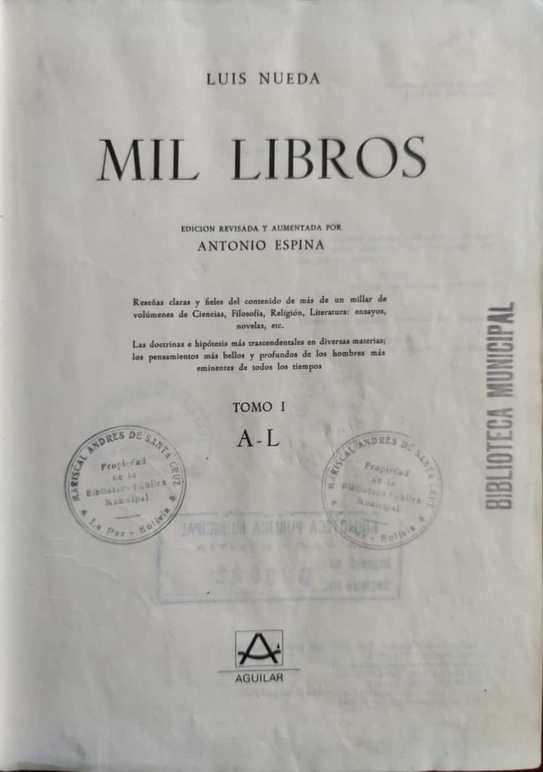 LUIS NUEDA
MIL LIBROS
EDICION REVISADA Y AUMENTADA POR
ANTONIO ESPINA
Reseñas claras y fieles del contenido de más de un millar de
volúmenes de Ciencias, Filosofía, Religión, Literatura: ensayos,
novelas, etc.
Las doctrinas e hipótesis más trascendentales en diversas materias;
los pensamientos más bellos y profundos de los hombres más
eminentes de todos los tiempos
TOMO I
A-L
MARISCAL ANDRES DE SANTA CRUZ
Propiedad
de la
Biblioteca Pública
Municipal
La Paz - Bolivia
MARISCAL ANDRES DE SANTA CRUZ
Propiedad
de la
Biblioteca Pública
Municipal
Bolivia
BIBLIOTECA MUNICIPAL
BIBLIOTECA PUBLICA MUNICIPAL
AGUILAR